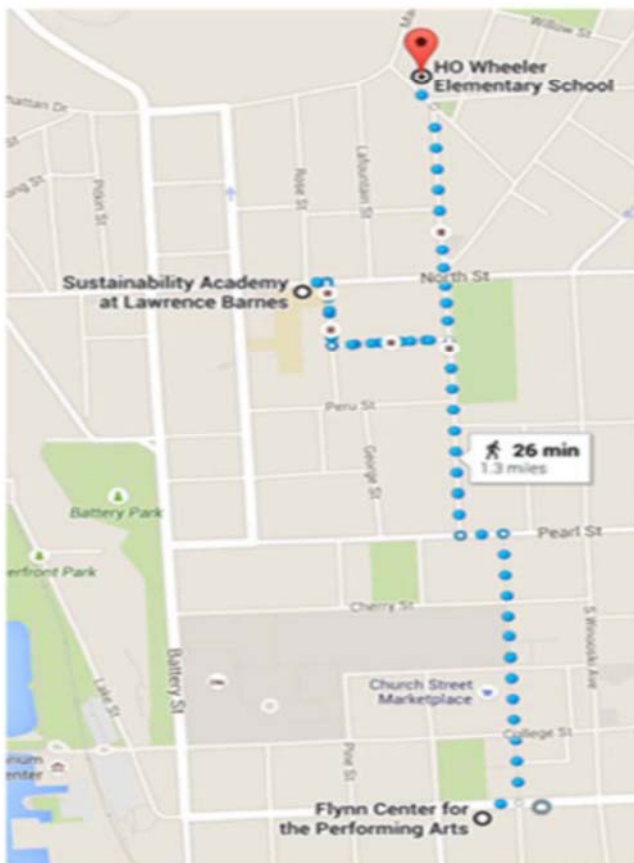 Willow St
HO Wheeler
Elementary School
Pitkin St
Rose St
Lafountain St
North St
Sustainability Academy
at Lawrence Barnes
Peru St
George St
26 min
1.3 miles
Battery Park
Pearl St
Cherry St
S Winooski Ave
Battery St
Lake St
Church Street
Marketplace
College St
Pine St
Flynn Center for
the Performing Arts